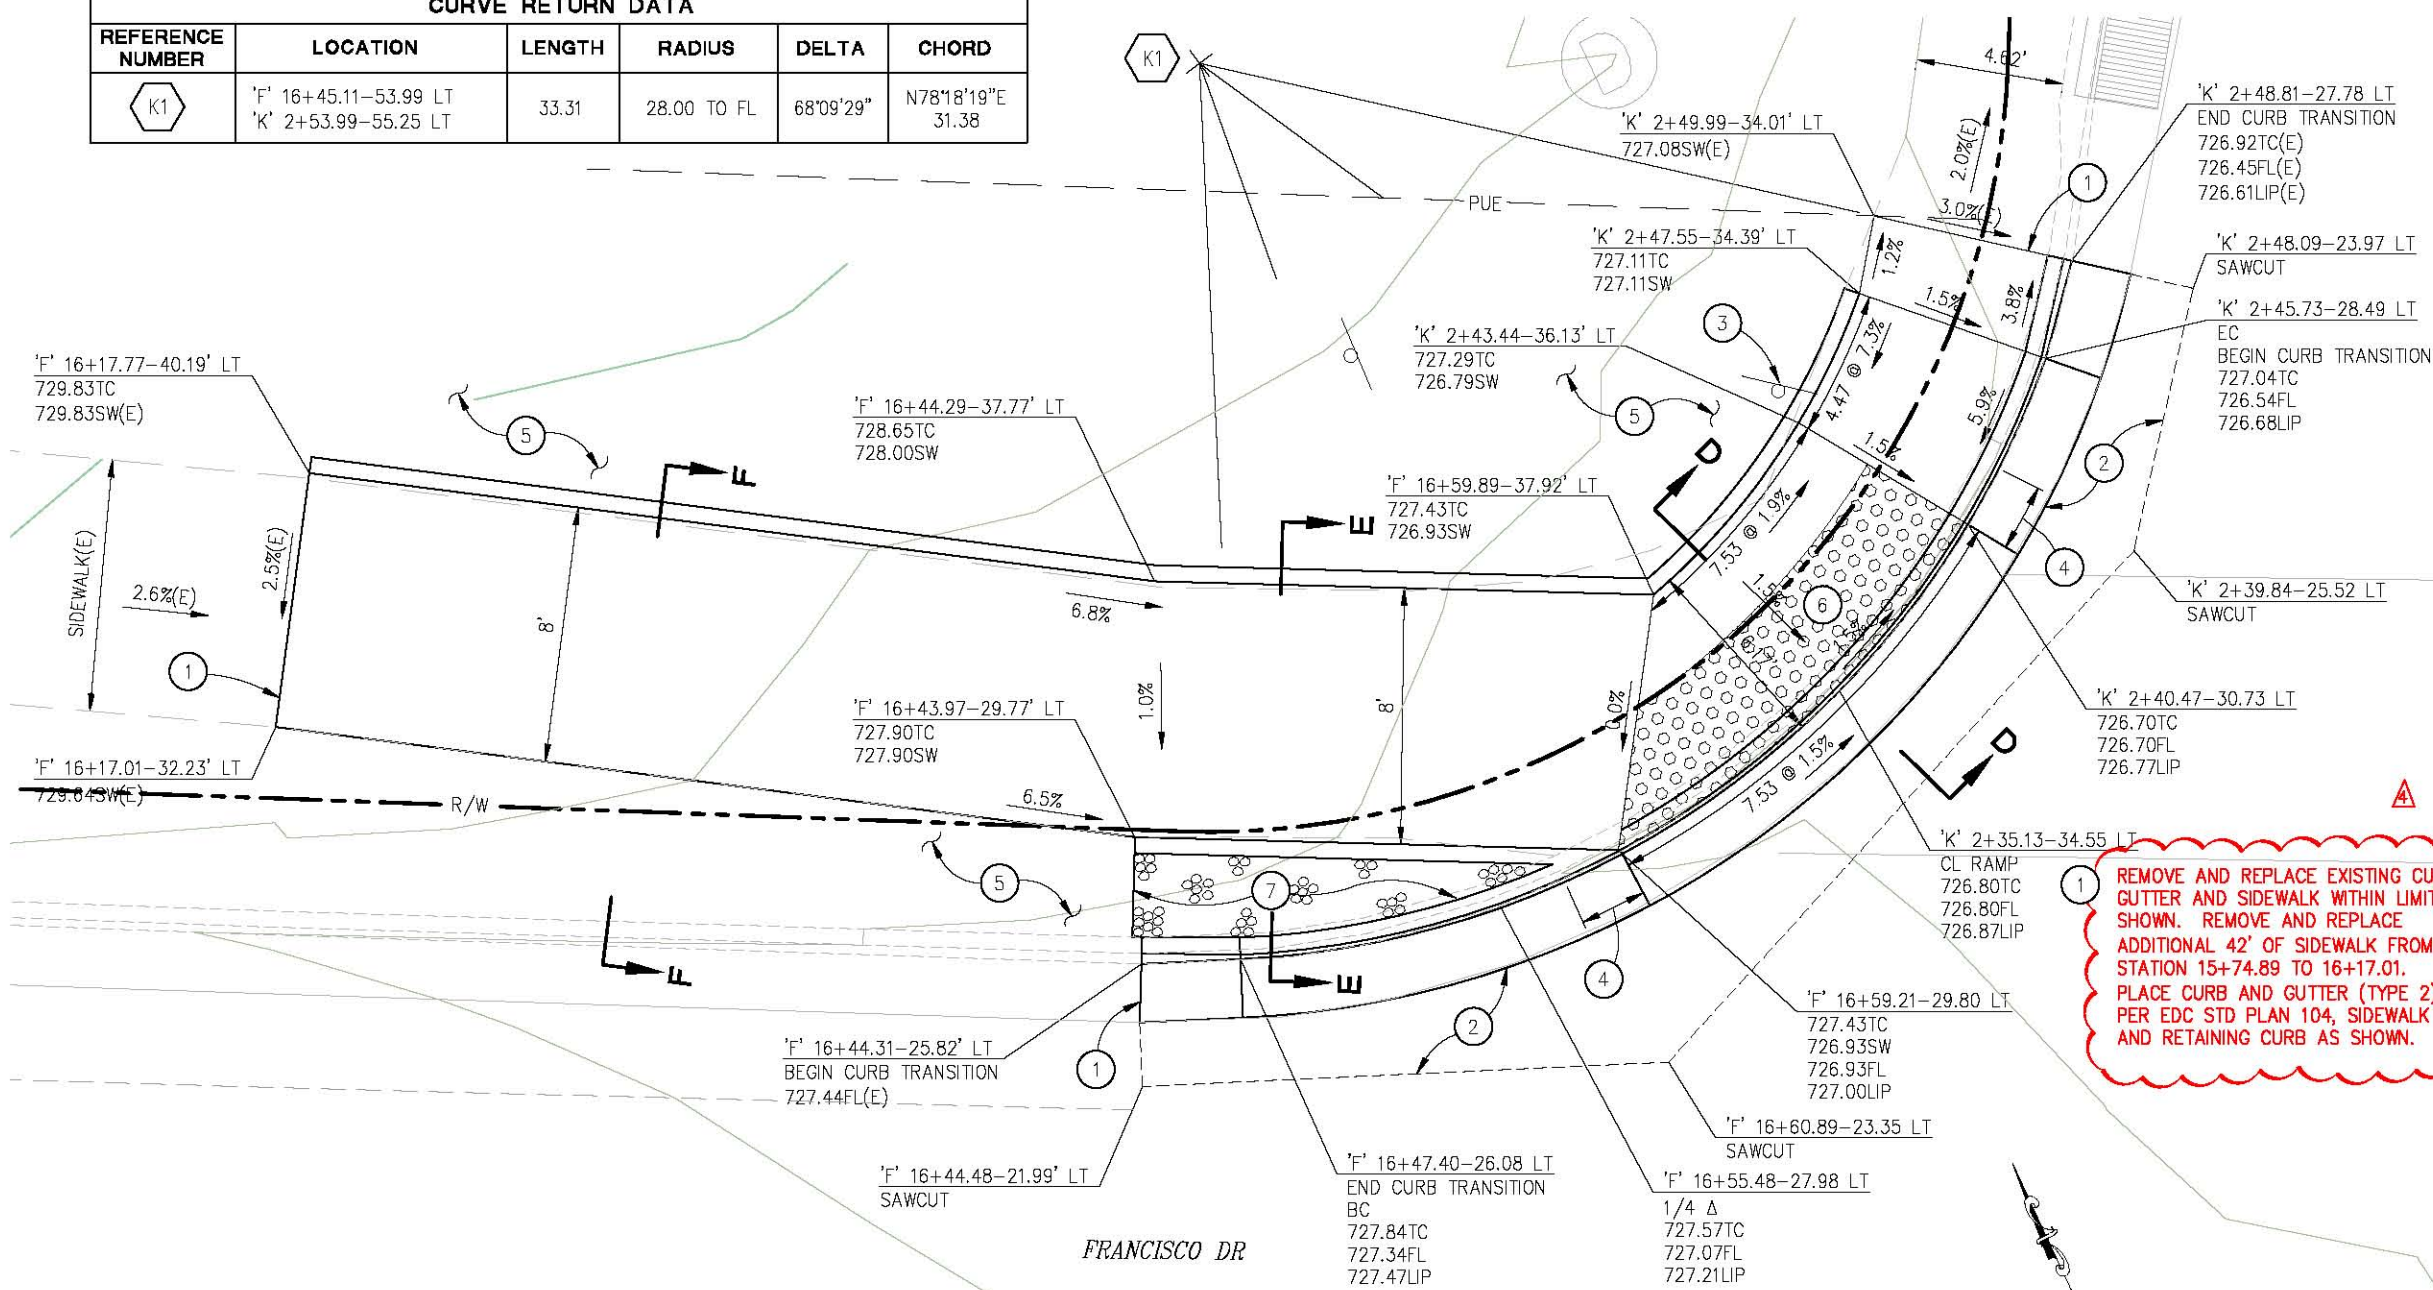 CURVE RETURN DATA
REFERENCE NUMBER
LOCATION
LENGTH
RADIUS
DELTA
CHORD
K1
'F' 16+45.11-53.99 LT
'K' 2+53.99-55.25 LT
33.31
28.00 TO FL
68°09'29"
N78°18'19"E
31.38
K1
4.62'
'K' 2+48.81-27.78 LT
END CURB TRANSITION
726.92TC(E)
726.45FL(E)
726.61LIP(E)
'K' 2+49.99-34.01' LT
727.08SW(E)
2.0%(E)
1
PUE
3.0%(E)
'K' 2+47.55-34.39' LT
727.11TC
727.11SW
1.2%
'K' 2+48.09-23.97 LT
SAWCUT
1.5%
3.8%
'K' 2+45.73-28.49 LT
EC
BEGIN CURB TRANSITION
727.04TC
726.54FL
726.68LIP
3
'K' 2+43.44-36.13' LT
727.29TC
726.79SW
4.47 @ 7.3%
5.9%
5
'F' 16+17.77-40.19' LT
729.83TC
729.83SW(E)
5
'F' 16+44.29-37.77' LT
728.65TC
728.00SW
1.5%
2
F
D
'F' 16+59.89-37.92' LT
727.43TC
726.93SW
E
7.53 @ 1.9%
SIDEWALK(E)
2.6%(E)
2.5%(E)
8'
6.8%
1.5%
6
4
'K' 2+39.84-25.52 LT
SAWCUT
1
1.0%
8'
'F' 16+43.97-29.77' LT
727.90TC
727.90SW
'K' 2+40.47-30.73 LT
726.70TC
726.70FL
726.77LIP
D
7.53 @ 1.5%
'F' 16+17.01-32.23' LT
729.64SW(E)
R/W
6.5%
4
'K' 2+35.13-34.55 LT
CL RAMP
726.80TC
726.80FL
726.87LIP
1
REMOVE AND REPLACE EXISTING CU
GUTTER AND SIDEWALK WITHIN LIMIT
SHOWN. REMOVE AND REPLACE
ADDITIONAL 42' OF SIDEWALK FROM
STATION 15+74.89 TO 16+17.01.
PLACE CURB AND GUTTER (TYPE 2)
PER EDC STD PLAN 104, SIDEWALK
AND RETAINING CURB AS SHOWN.
5
7
F
E
4
'F' 16+59.21-29.80 LT
727.43TC
726.93SW
726.93FL
727.00LIP
2
'F' 16+44.31-25.82' LT
BEGIN CURB TRANSITION
727.44FL(E)
1
'F' 16+60.89-23.35 LT
SAWCUT
'F' 16+44.48-21.99' LT
SAWCUT
'F' 16+47.40-26.08 LT
END CURB TRANSITION
BC
727.84TC
727.34FL
727.47LIP
'F' 16+55.48-27.98 LT
1/4 Δ
727.57TC
727.07FL
727.21LIP
FRANCISCO DR